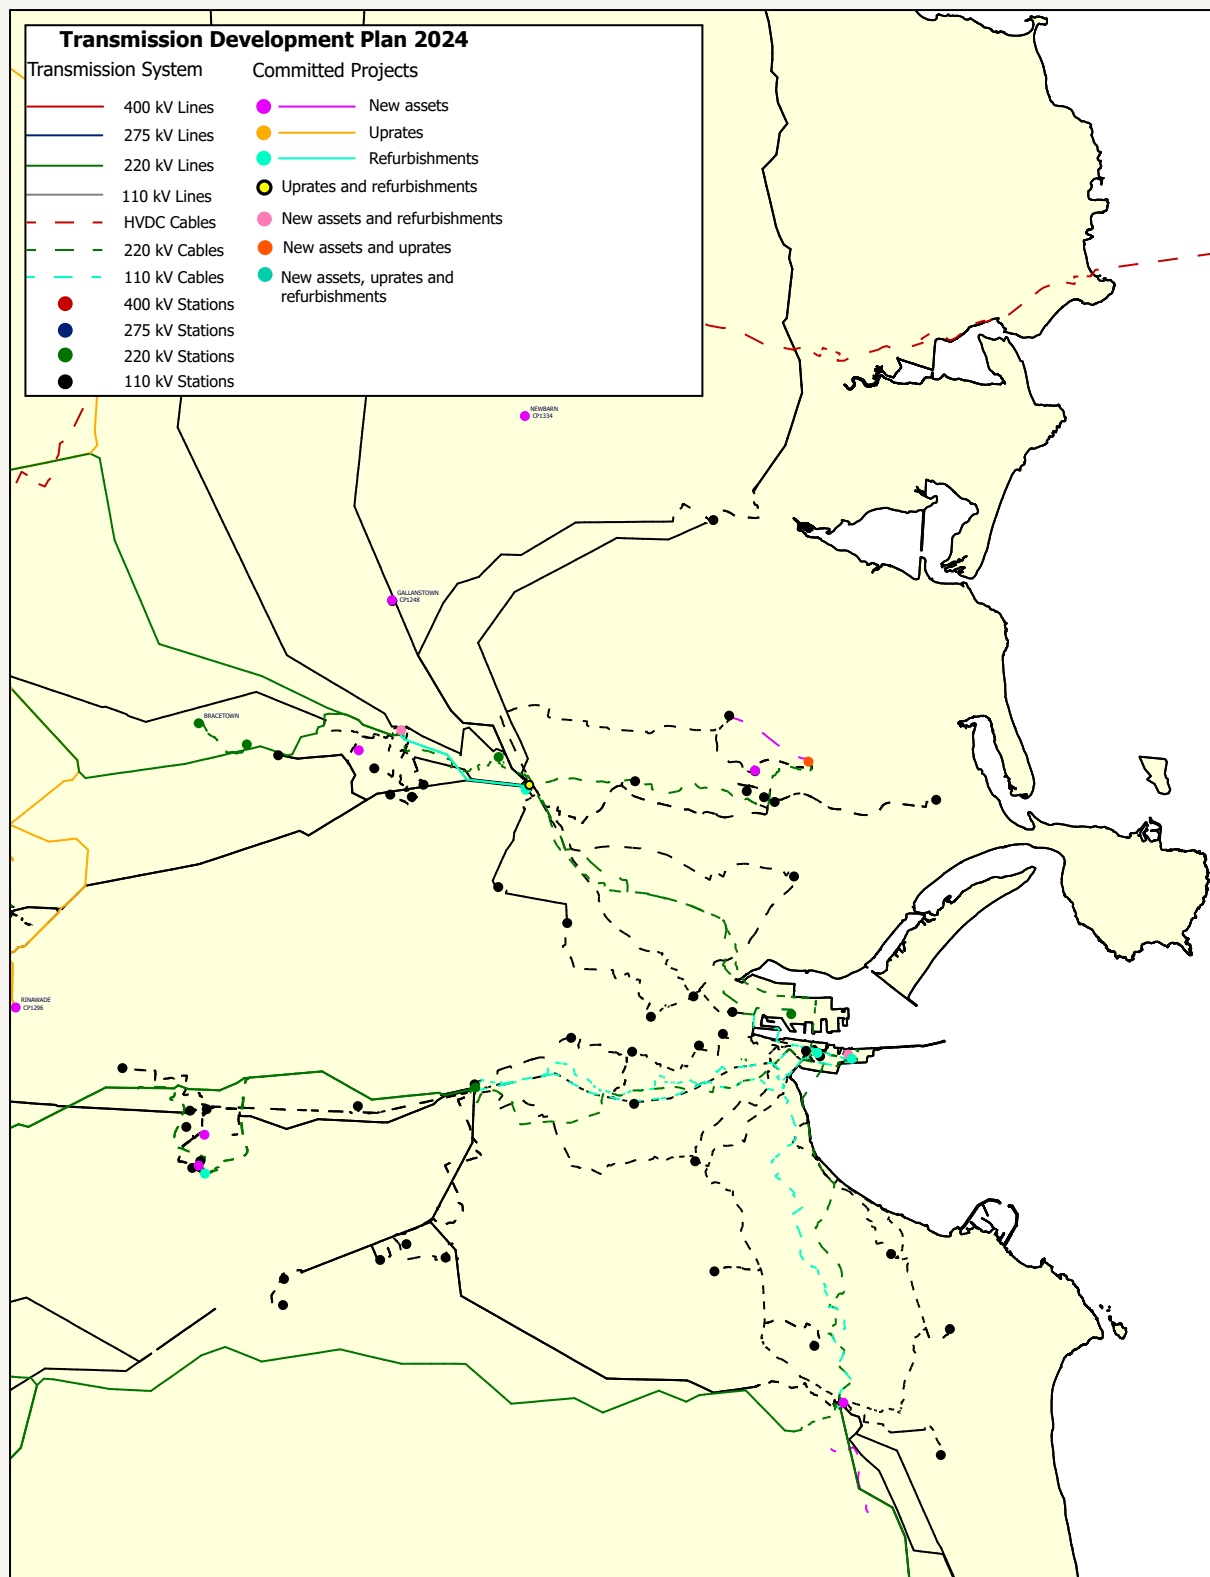 Transmission Development Plan 2024
Transmission System
400 kV Lines
275 kV Lines
220 kV Lines
110 kV Lines
HVDC Cables
220 kV Cables
110 kV Cables
400 kV Stations
275 kV Stations
220 kV Stations
110 kV Stations
Committed Projects
New assets
Uprates
Refurbishments
Uprates and refurbishments
New assets and refurbishments
New assets and uprates
New assets, uprates and
refurbishments
NEWBARN
CP1334
GALLANSTOWN
CP1248
BRACETOWN
RINAWADE
CP1296